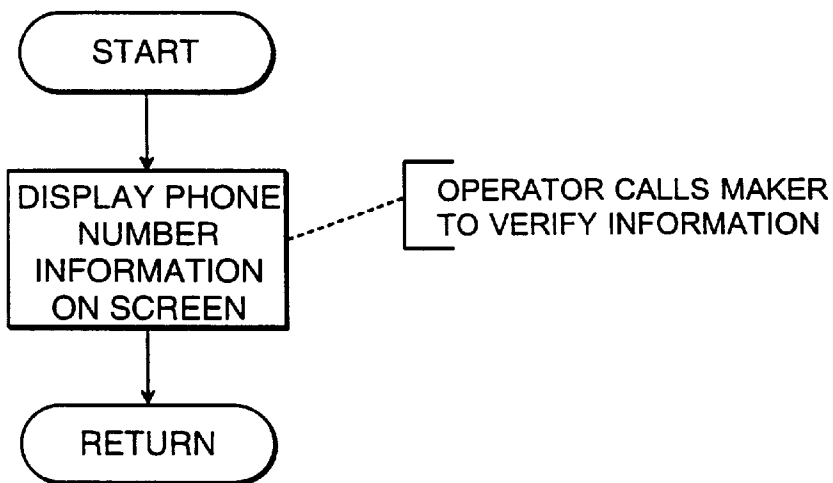 START
DISPLAY PHONE
NUMBER
INFORMATION
ON SCREEN
OPERATOR CALLS MAKER
TO VERIFY INFORMATION
RETURN